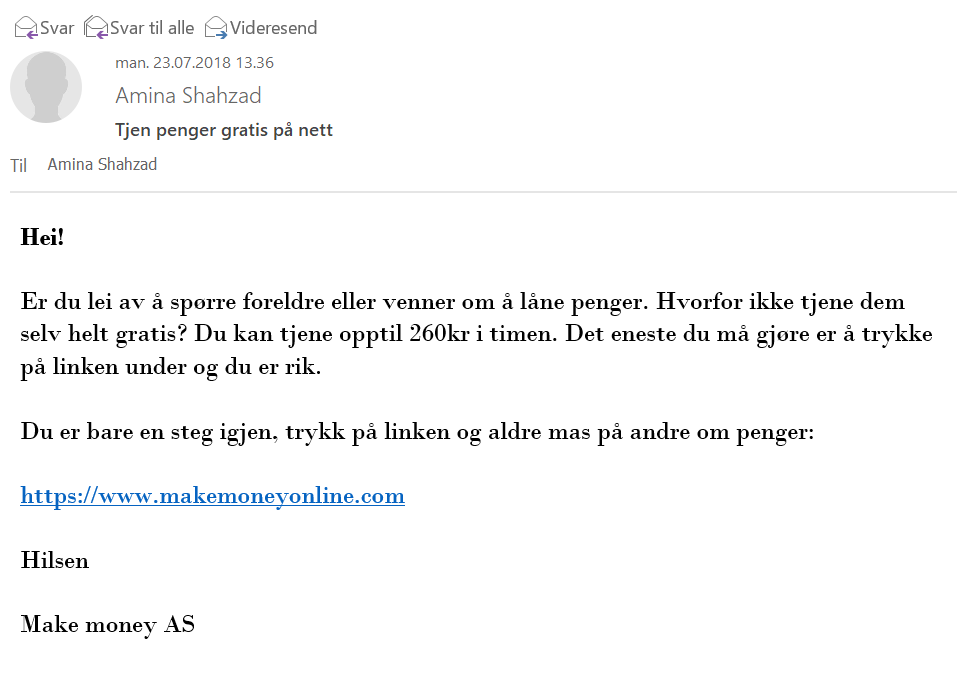 Svar Svar til alle Videresend
man. 23.07.2018 13.36
Amina Shahzad
Tjen penger gratis på nett
Til Amina Shahzad
Hei!
Er du lei av å spørre foreldre eller venner om å låne penger. Hvorfor ikke tjene dem
selv helt gratis? Du kan tjene opptil 260kr i timen. Det eneste du må gjøre er å trykke
på linken under og du er rik.
Du er bare en steg igjen, trykk på linken og aldre mas på andre om penger:
https://www.makemoneyonline.com
Hilsen
Make money AS